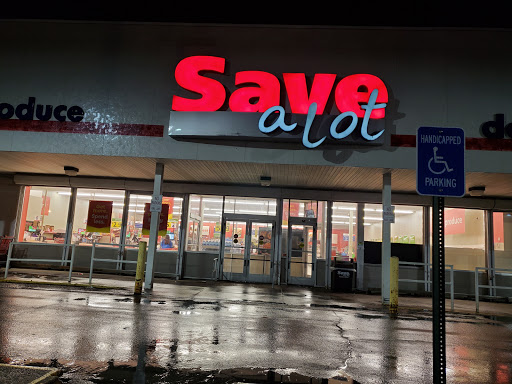 Save
a lot
oduce
HANDICAPPED
PARKING